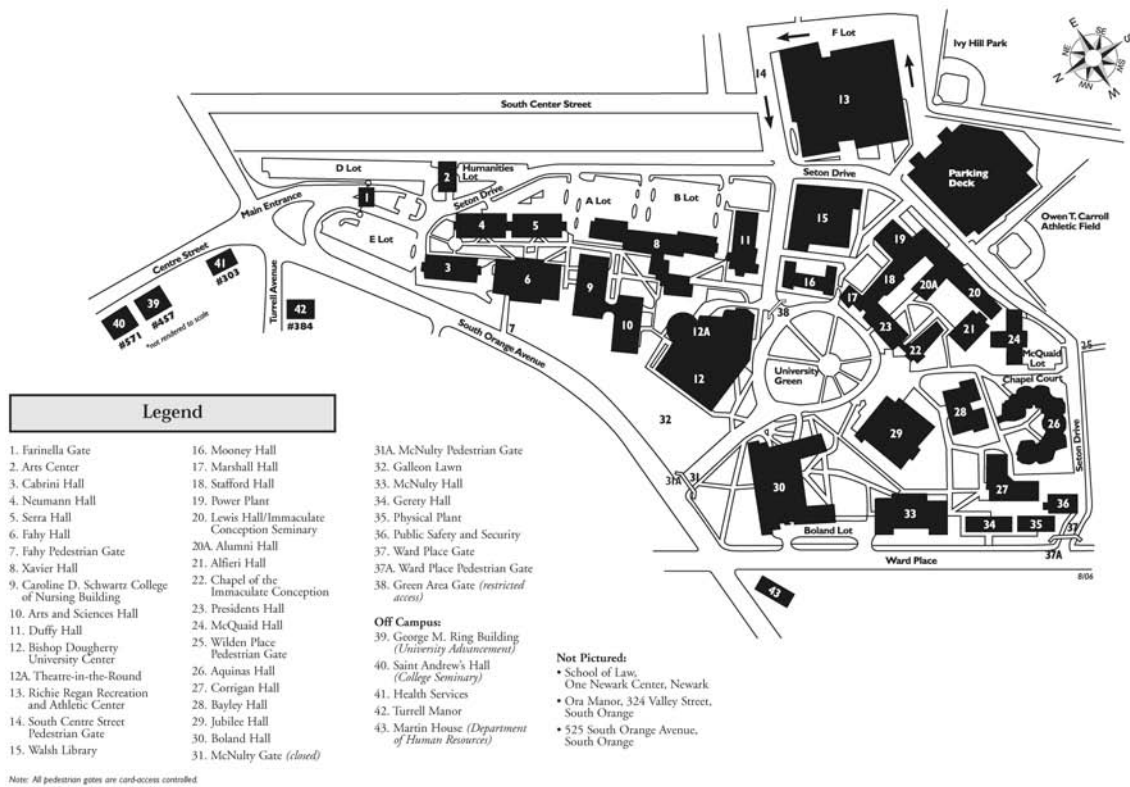 F Lot
Ivy Hill Park
E
SE
S
SW
W
NW
N
NE
14
13
South Center Street
D Lot
2
Humanities
Lot
Seton Drive
Parking
Deck
1
Main Entrance
Seton Drive
A Lot
B Lot
15
Owen T. Carroll
Athletic Field
4
5
8
11
19
E Lot
Centre Street
41
#303
3
6
9
16
18
20A
20
17
39
#457
40
#571
*not rendered to scale
Turrell Avenue
42
#384
7
South Orange Avenue
10
12A
38
23
22
21
24
McQuaid
Lot
25
12
University
Green
Chapel Court
28
26
32
29
Seton Drive
31A
31
30
27
33
36
34
35
37
Boland Lot
37A
Ward Place
8/06
43
Legend
1. Farinella Gate
2. Arts Center
3. Cabrini Hall
4. Neumann Hall
5. Serra Hall
6. Fahy Hall
7. Fahy Pedestrian Gate
8. Xavier Hall
9. Caroline D. Schwartz College
of Nursing Building
10. Arts and Sciences Hall
11. Duffy Hall
12. Bishop Dougherty
University Center
12A. Theatre-in-the-Round
13. Richie Regan Recreation
and Athletic Center
14. South Centre Street
Pedestrian Gate
15. Walsh Library
16. Mooney Hall
17. Marshall Hall
18. Stafford Hall
19. Power Plant
20. Lewis Hall/Immaculate
Conception Seminary
20A. Alumni Hall
21. Alfieri Hall
22. Chapel of the
Immaculate Conception
23. Presidents Hall
24. McQuaid Hall
25. Wilden Place
Pedestrian Gate
26. Aquinas Hall
27. Corrigan Hall
28. Bayley Hall
29. Jubilee Hall
30. Boland Hall
31. McNulty Gate (closed)
31A. McNulty Pedestrian Gate
32. Galleon Lawn
33. McNulty Hall
34. Gerety Hall
35. Physical Plant
36. Public Safety and Security
37. Ward Place Gate
37A. Ward Place Pedestrian Gate
38. Green Area Gate (restricted
access)
Off Campus:
39. George M. Ring Building
(University Advancement)
40. Saint Andrew's Hall
(College Seminary)
41. Health Services
42. Turrell Manor
43. Martin House (Department
of Human Resources)
Not Pictured:
• School of Law,
One Newark Center, Newark
• Ora Manor, 324 Valley Street,
South Orange
• 525 South Orange Avenue,
South Orange
Note: All pedestrian gates are card-access controlled.